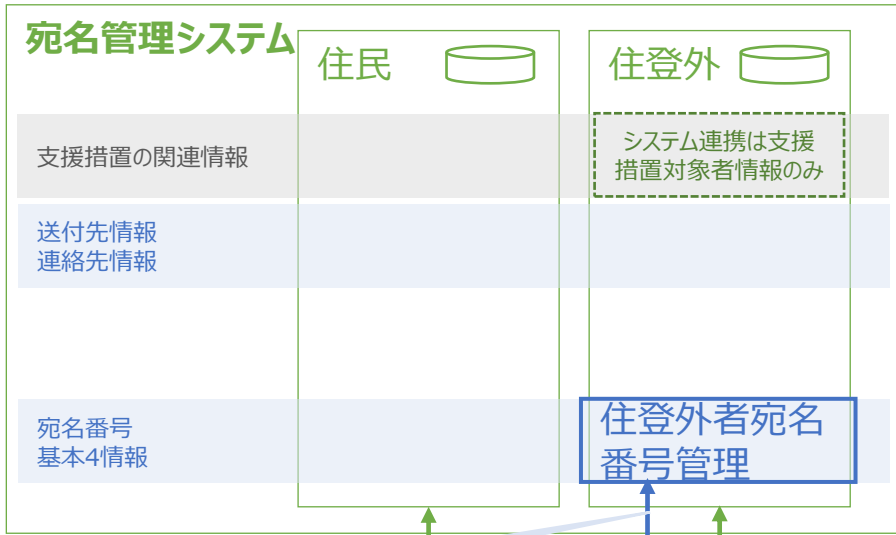 宛名管理システム
住民
住登外
支援措置の関連情報
システム連携は支援
措置対象者情報のみ
送付先情報
連絡先情報
宛名番号
基本4情報
住登外者宛名
番号管理